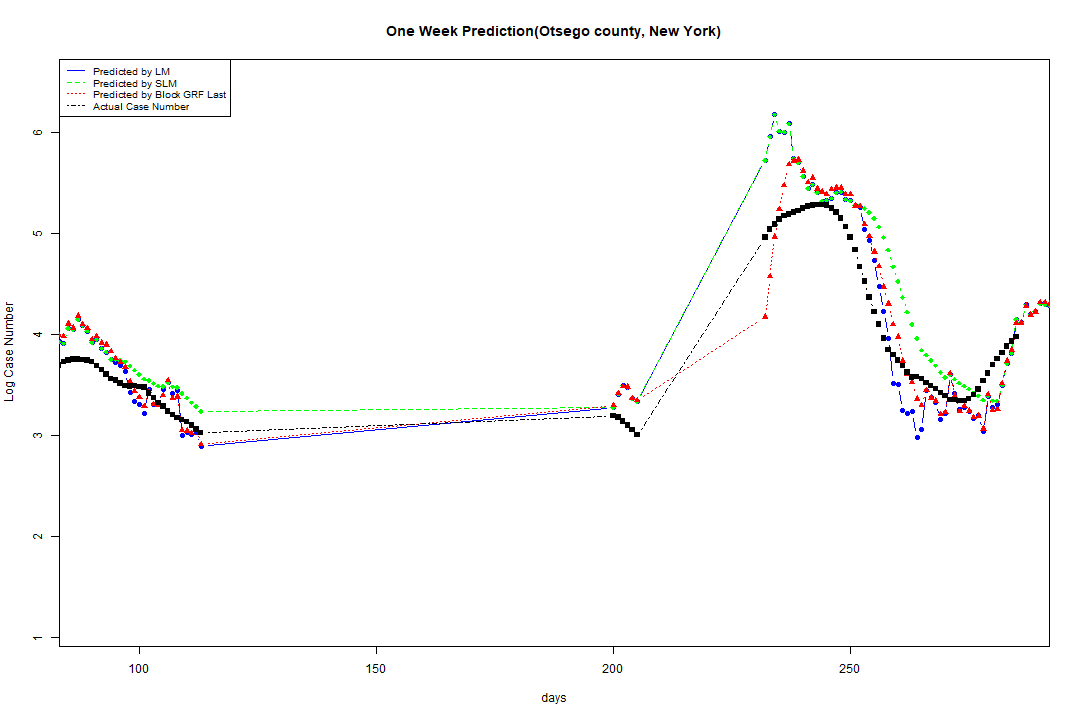 One Week Prediction(Otsego county, New York)
Predicted by LM
Predicted by SLM
Predicted by Block GRF Last
Actual Case Number
6
5
4
3
2
1
Log Case Number
100 150 200 250
days